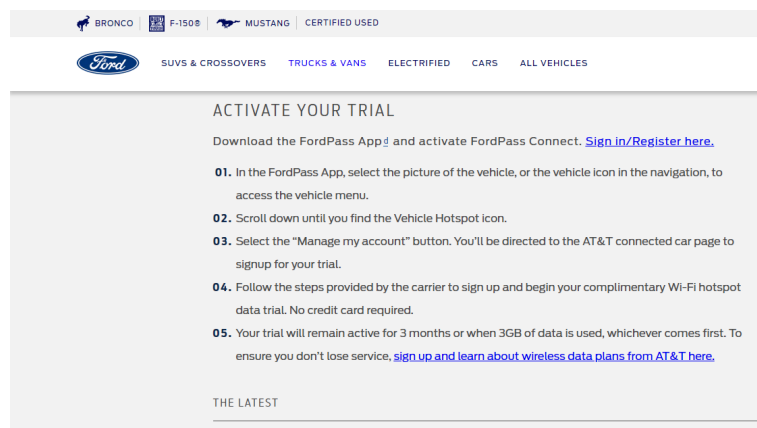 BRONCO F-150® MUSTANG CERTIFIED USED
Ford SUVS & CROSSOVERS TRUCKS & VANS ELECTRIFIED CARS ALL VEHICLES
ACTIVATE YOUR TRIAL
Download the FordPass App and activate FordPass Connect. Sign in/Register here.
01. In the FordPass App, select the picture of the vehicle, or the vehicle icon in the navigation, to
access the vehicle menu.
02. Scroll down until you find the Vehicle Hotspot icon.
03. Select the “Manage my account” button. You’ll be directed to the AT&T connected car page to
signup for your trial.
04. Follow the steps provided by the carrier to sign up and begin your complimentary Wi-Fi hotspot
data trial. No credit card required.
05. Your trial will remain active for 3 months or when 3GB of data is used, whichever comes first. To
ensure you don’t lose service, sign up and learn about wireless data plans from AT&T here.
THE LATEST